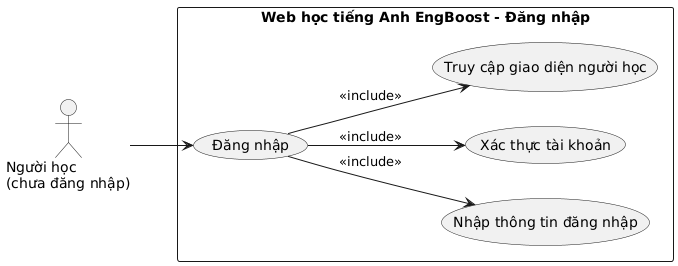 Web học tiếng Anh EngBoost - Đăng nhập
Truy cập giao diện người học
«include»
Đăng nhập
«include»
Xác thực tài khoản
«include»
Người học
(chưa đăng nhập)
Nhập thông tin đăng nhập